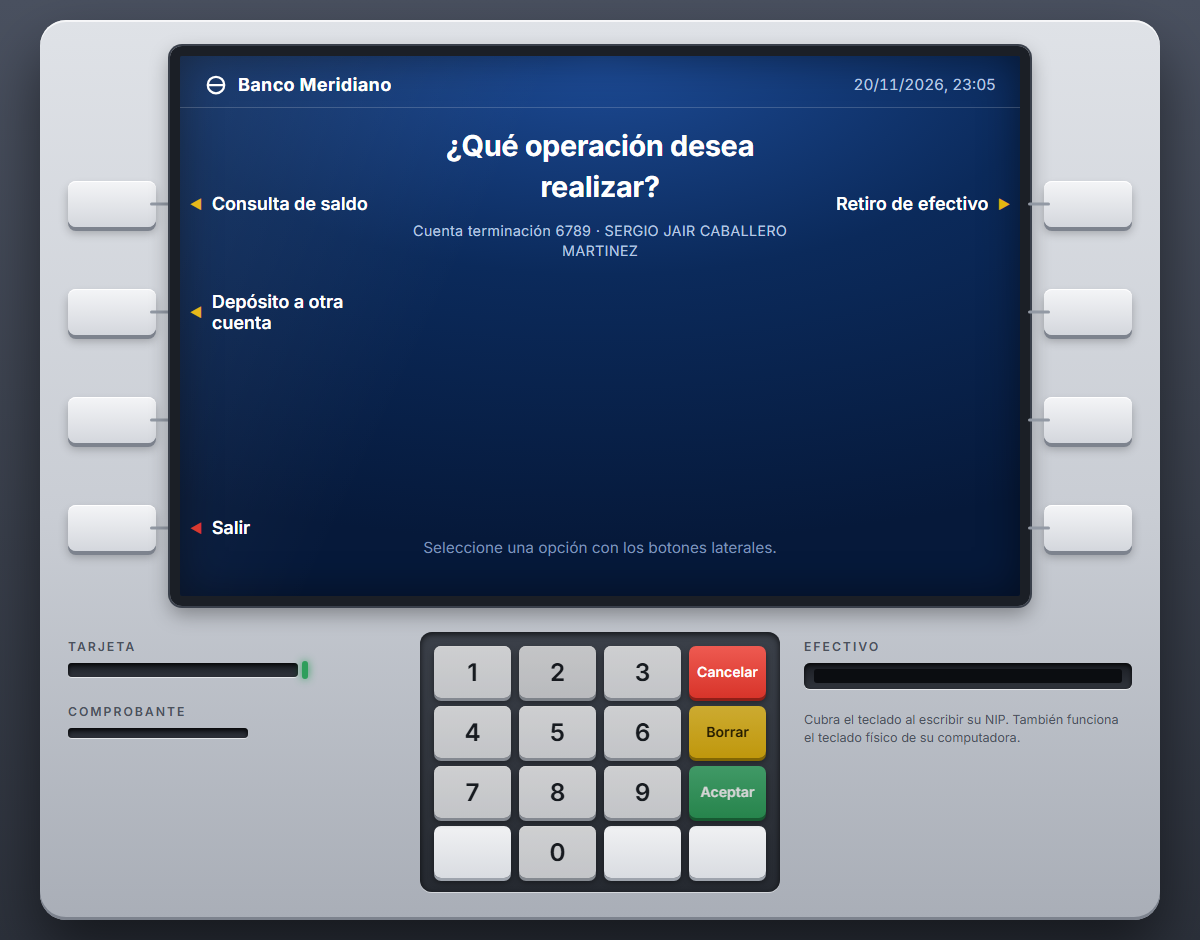 Banco Meridiano
20/11/2026, 23:05
¿Qué operación desea
realizar?
Cuenta terminación 6789 · SERGIO JAIR CABALLERO
MARTINEZ
Consulta de saldo
Retiro de efectivo
Depósito a otra
cuenta
Salir
Seleccione una opción con los botones laterales.
TARJETA
COMPROBANTE
1 2 3 Cancelar
4 5 6 Borrar
7 8 9 Aceptar
0
EFECTIVO
Cubra el teclado al escribir su NIP. También funciona
el teclado físico de su computadora.